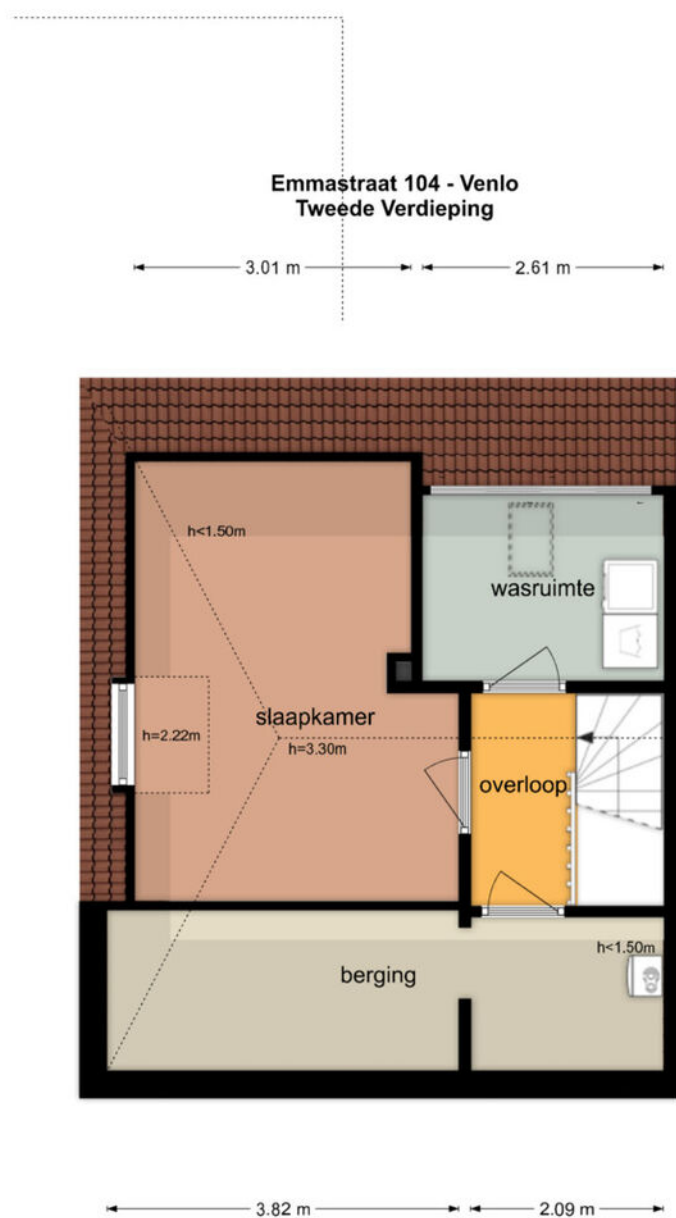 Emmastraat 104 - Venlo
Tweede Verdieping
3.01 m
2.61 m
h<1.50m
wasruimte
slaapkamer
h=2.22m
h=3.30m
overloop
h<1.50m
berging
3.82 m
2.09 m